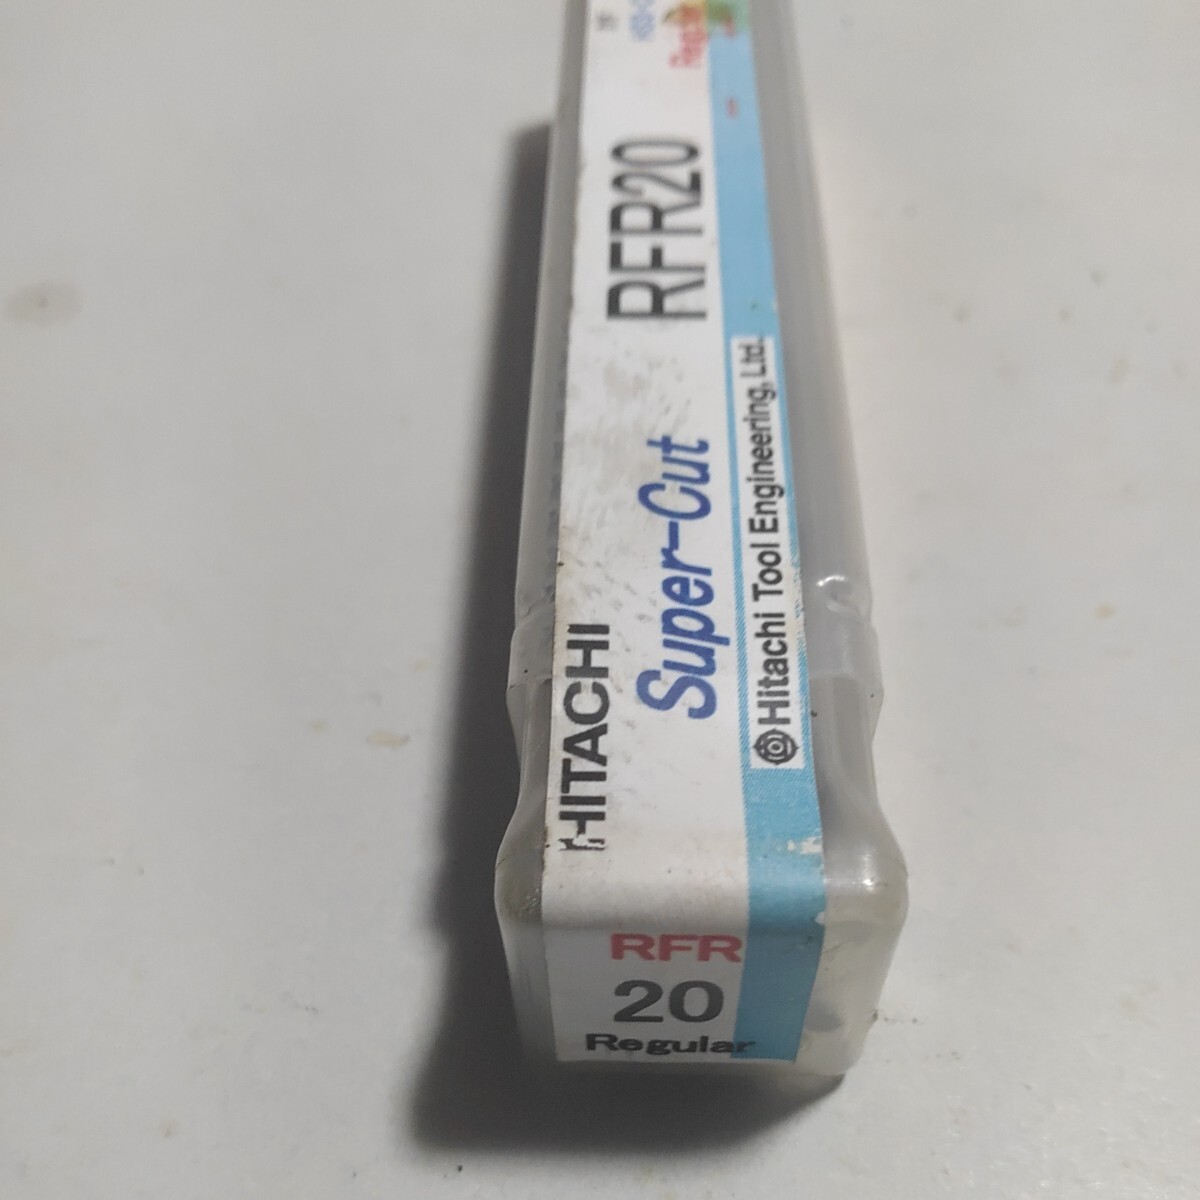 HITACHI
Super-Cut
RFR20
Hitachi Tool Engineering, Ltd.
RFR
20
Regular